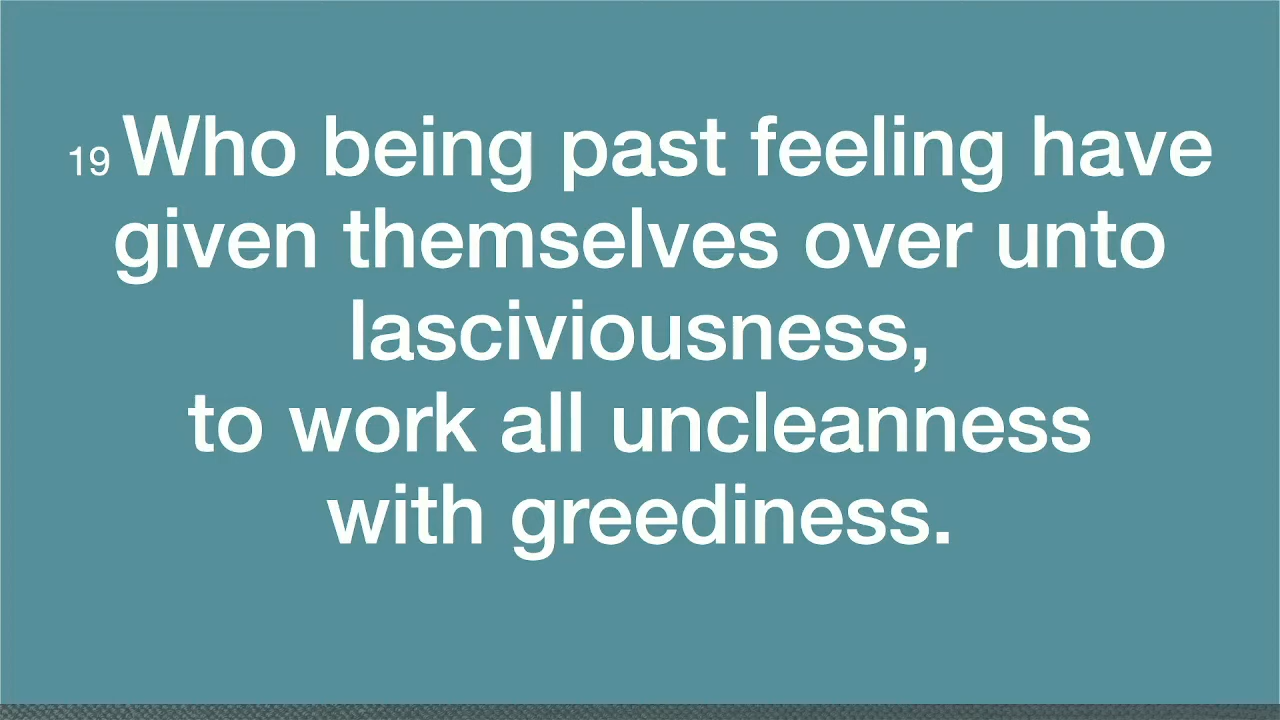 19 Who being past feeling have
given themselves over unto
lasciviousness,
to work all uncleanness
with greediness.